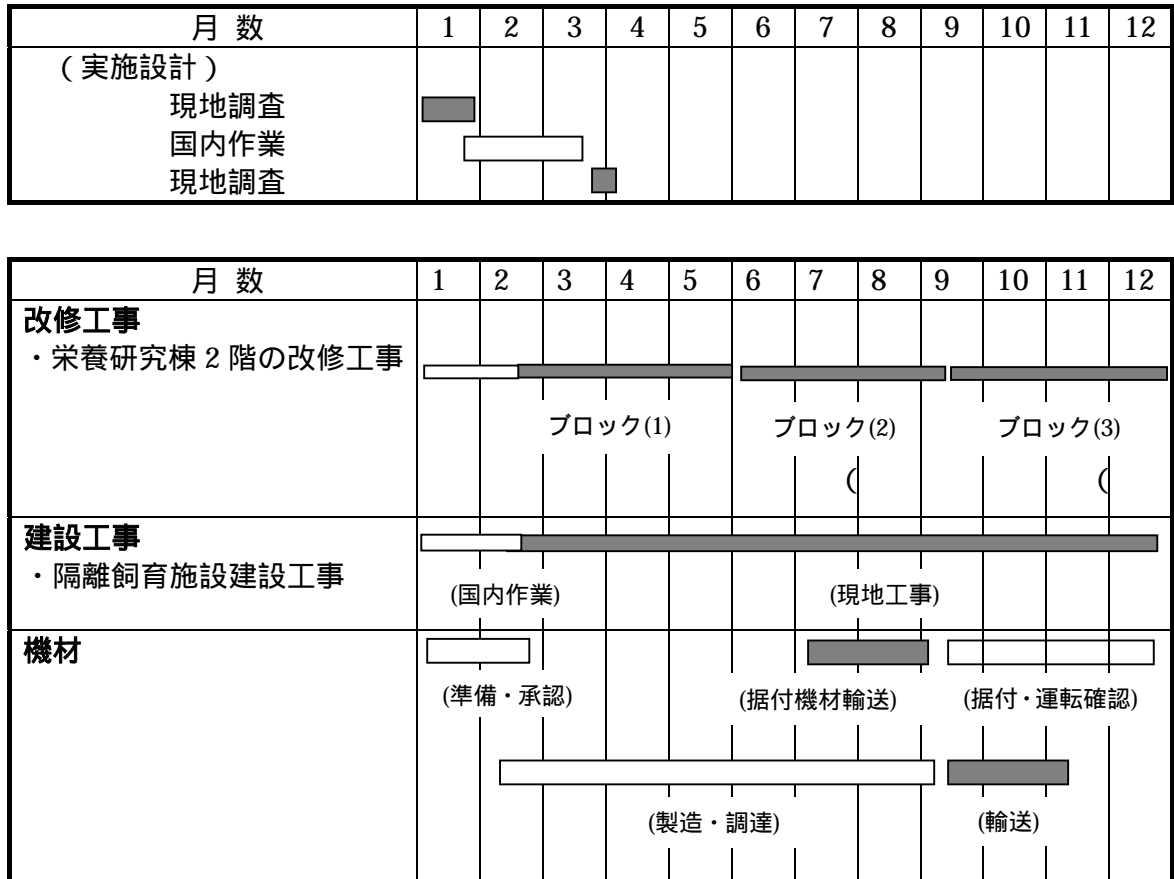 月 数 1 2 3 4 5 6 7 8 9 10 11 12
(実施設計)
現地調査
国内作業
現地調査
月 数 1 2 3 4 5 6 7 8 9 10 11 12
改修工事
・栄養研究棟 2 階の改修工事
ブロック(1) ブロック(2) ブロック(3)
( (
建設工事
・隔離飼育施設建設工事
(国内作業) (現地工事)
機材
(準備・承認) (据付機材輸送) (据付・運転確認)
(製造・調達) (輸送)